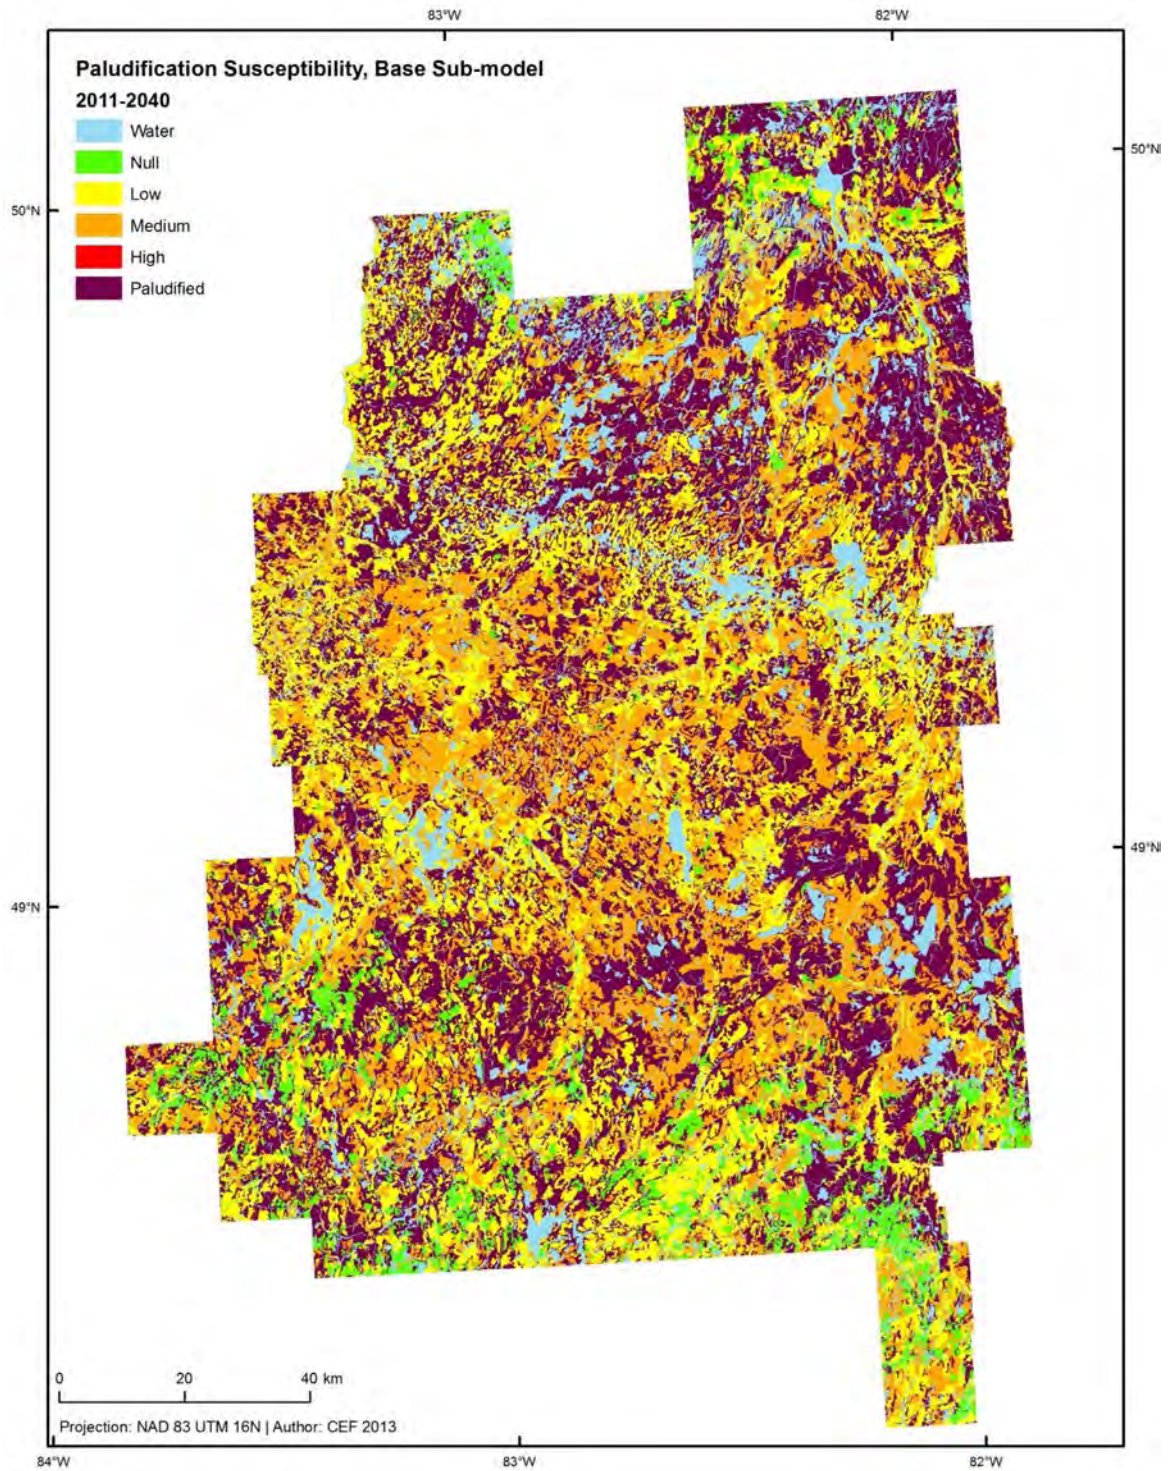 83°W
82°W
Paludification Susceptibility, Base Sub-model
2011-2040
Water
Null
Low
Medium
High
Paludified
50°N
50°N
49°N
49°N
0 20 40 km
Projection: NAD 83 UTM 16N | Author: CEF 2013
84°W
83°W
82°W